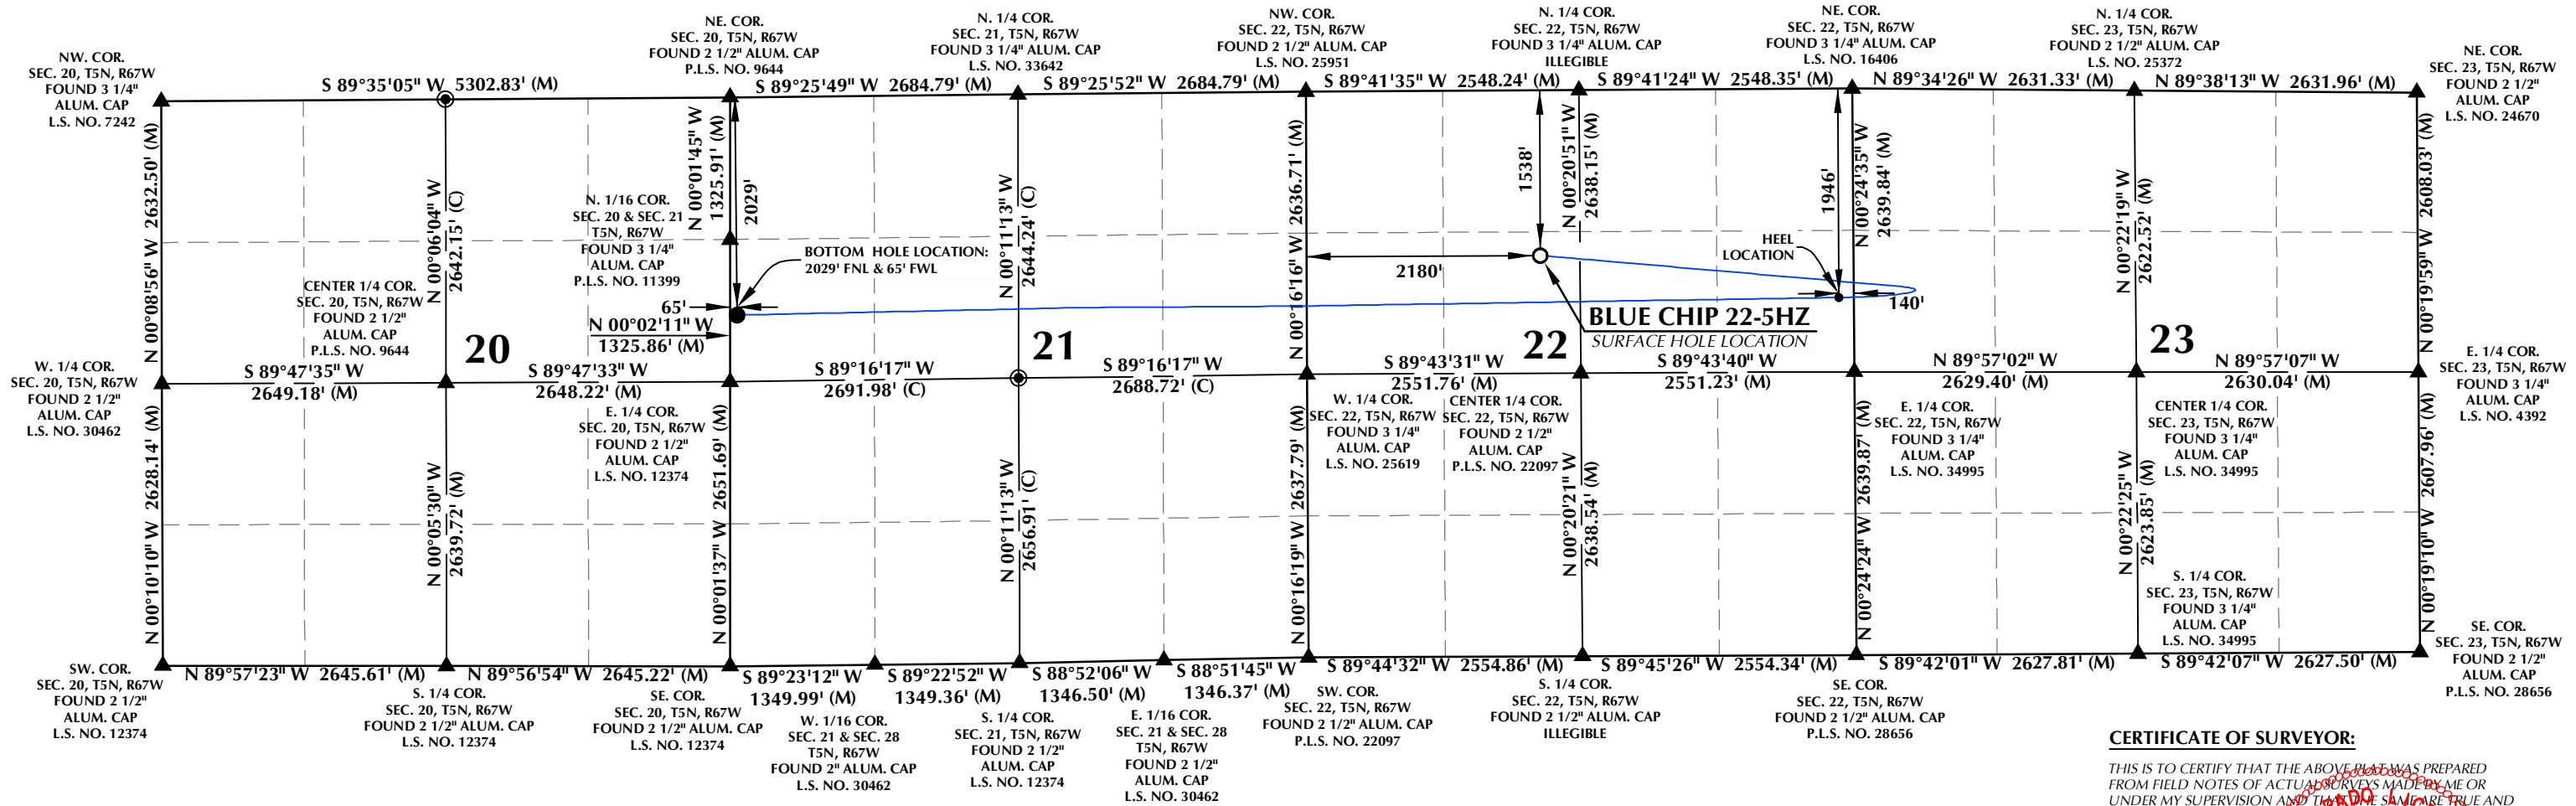 NW. COR.
SEC. 20, T5N, R67W
FOUND 3 1/4"
ALUM. CAP
L.S. NO. 7242
S 89°35'05" W 5302.83' (M)
NE. COR.
SEC. 20, T5N, R67W
FOUND 2 1/2" ALUM. CAP
P.L.S. NO. 9644
S 89°25'49" W 2684.79' (M)
N. 1/4 COR.
SEC. 21, T5N, R67W
FOUND 3 1/4" ALUM. CAP
L.S. NO. 33642
S 89°25'52" W 2684.79' (M)
NW. COR.
SEC. 22, T5N, R67W
FOUND 2 1/2" ALUM. CAP
L.S. NO. 25951
S 89°41'35" W 2548.24' (M)
N. 1/4 COR.
SEC. 22, T5N, R67W
FOUND 3 1/4" ALUM. CAP
ILLEGIBLE
S 89°41'24" W 2548.35' (M)
NE. COR.
SEC. 22, T5N, R67W
FOUND 3 1/4" ALUM. CAP
L.S. NO. 16406
N 89°34'26" W 2631.33' (M)
N. 1/4 COR.
SEC. 23, T5N, R67W
FOUND 2 1/2" ALUM. CAP
L.S. NO. 25372
N 89°38'13" W 2631.96' (M)
NE. COR.
SEC. 23, T5N, R67W
FOUND 2 1/2"
ALUM. CAP
L.S. NO. 24670
N 00°08'56" W 2632.50' (M)
N 00°06'04" W
2642.15' (C)
N 00°01'45" W
1325.91' (M)
2029'
N. 1/16 COR.
SEC. 20 & SEC. 21
T5N, R67W
FOUND 3 1/4"
ALUM. CAP
P.L.S. NO. 11399
BOTTOM HOLE LOCATION:
2029' FNL & 65' FWL
65'
N 00°02'11" W
1325.86' (M)
CENTER 1/4 COR.
SEC. 20, T5N, R67W
FOUND 2 1/2"
ALUM. CAP
P.L.S. NO. 9644
N 00°11'13" W
2644.24' (C)
N 00°16'16" W 2636.71' (M)
1538'
2180'
N 00°20'51" W
2638.15' (M)
HEEL
LOCATION
1946'
N 00°24'35" W
2639.84' (M)
140'
BLUE CHIP 22-5HZ
SURFACE HOLE LOCATION
N 00°22'19" W
2622.52' (M)
N 00°19'59" W 2608.03' (M)
20
21
22
23
W. 1/4 COR.
SEC. 20, T5N, R67W
FOUND 2 1/2"
ALUM. CAP
L.S. NO. 30462
S 89°47'35" W
2649.18' (M)
S 89°47'33" W
2648.22' (M)
S 89°16'17" W
2691.98' (C)
S 89°16'17" W
2688.72' (C)
S 89°43'31" W
2551.76' (M)
S 89°43'40" W
2551.23' (M)
N 89°57'02" W
2629.40' (M)
N 89°57'07" W
2630.04' (M)
E. 1/4 COR.
SEC. 23, T5N, R67W
FOUND 3 1/4"
ALUM. CAP
L.S. NO. 4392
E. 1/4 COR.
SEC. 20, T5N, R67W
FOUND 2 1/2"
ALUM. CAP
L.S. NO. 12374
W. 1/4 COR.
SEC. 22, T5N, R67W
FOUND 3 1/4"
ALUM. CAP
L.S. NO. 25619
CENTER 1/4 COR.
SEC. 22, T5N, R67W
FOUND 2 1/2"
ALUM. CAP
P.L.S. NO. 22097
E. 1/4 COR.
SEC. 22, T5N, R67W
FOUND 3 1/4"
ALUM. CAP
L.S. NO. 34995
CENTER 1/4 COR.
SEC. 23, T5N, R67W
FOUND 3 1/4"
ALUM. CAP
L.S. NO. 34995
N 00°10'10" W 2628.14' (M)
N 00°05'30" W
2639.72' (M)
N 00°01'37" W 2651.69' (M)
N 00°11'13" W
2656.91' (C)
N 00°16'19" W 2637.79' (M)
N 00°20'21" W
2638.54' (M)
N 00°24'24" W 2639.87' (M)
N 00°22'25" W
2623.85' (M)
N 00°19'10" W 2607.96' (M)
S. 1/4 COR.
SEC. 23, T5N, R67W
FOUND 3 1/4"
ALUM. CAP
L.S. NO. 34995
SW. COR.
SEC. 20, T5N, R67W
FOUND 2 1/2"
ALUM. CAP
L.S. NO. 12374
N 89°57'23" W 2645.61' (M)
S. 1/4 COR.
SEC. 20, T5N, R67W
FOUND 2 1/2" ALUM. CAP
L.S. NO. 12374
N 89°56'54" W 2645.22' (M)
SE. COR.
SEC. 20, T5N, R67W
FOUND 2 1/2" ALUM. CAP
L.S. NO. 12374
S 89°23'12" W
1349.99' (M)
W. 1/16 COR.
SEC. 21 & SEC. 28
T5N, R67W
FOUND 2" ALUM. CAP
L.S. NO. 30462
S 89°22'52" W
1349.36' (M)
S. 1/4 COR.
SEC. 21, T5N, R67W
FOUND 2 1/2"
ALUM. CAP
L.S. NO. 12374
S 88°52'06" W
1346.50' (M)
E. 1/16 COR.
SEC. 21 & SEC. 28
T5N, R67W
FOUND 2 1/2"
ALUM. CAP
L.S. NO. 30462
S 88°51'45" W
1346.37' (M)
SW. COR.
SEC. 22, T5N, R67W
FOUND 2 1/2" ALUM. CAP
P.L.S. NO. 22097
S 89°44'32" W 2554.86' (M)
S. 1/4 COR.
SEC. 22, T5N, R67W
FOUND 2 1/2" ALUM. CAP
ILLEGIBLE
S 89°45'26" W 2554.34' (M)
SE. COR.
SEC. 22, T5N, R67W
FOUND 2 1/2" ALUM. CAP
P.L.S. NO. 28656
S 89°42'01" W 2627.81' (M)
S 89°42'07" W 2627.50' (M)
SE. COR.
SEC. 23, T5N, R67W
FOUND 2 1/2"
ALUM. CAP
P.L.S. NO. 28656
CERTIFICATE OF SURVEYOR:
THIS IS TO CERTIFY THAT THE ABOVE PLAT WAS PREPARED
FROM FIELD NOTES OF ACTUAL SURVEYS MADE BY ME OR
UNDER MY SUPERVISION AND THAT THE SAME ARE TRUE AND